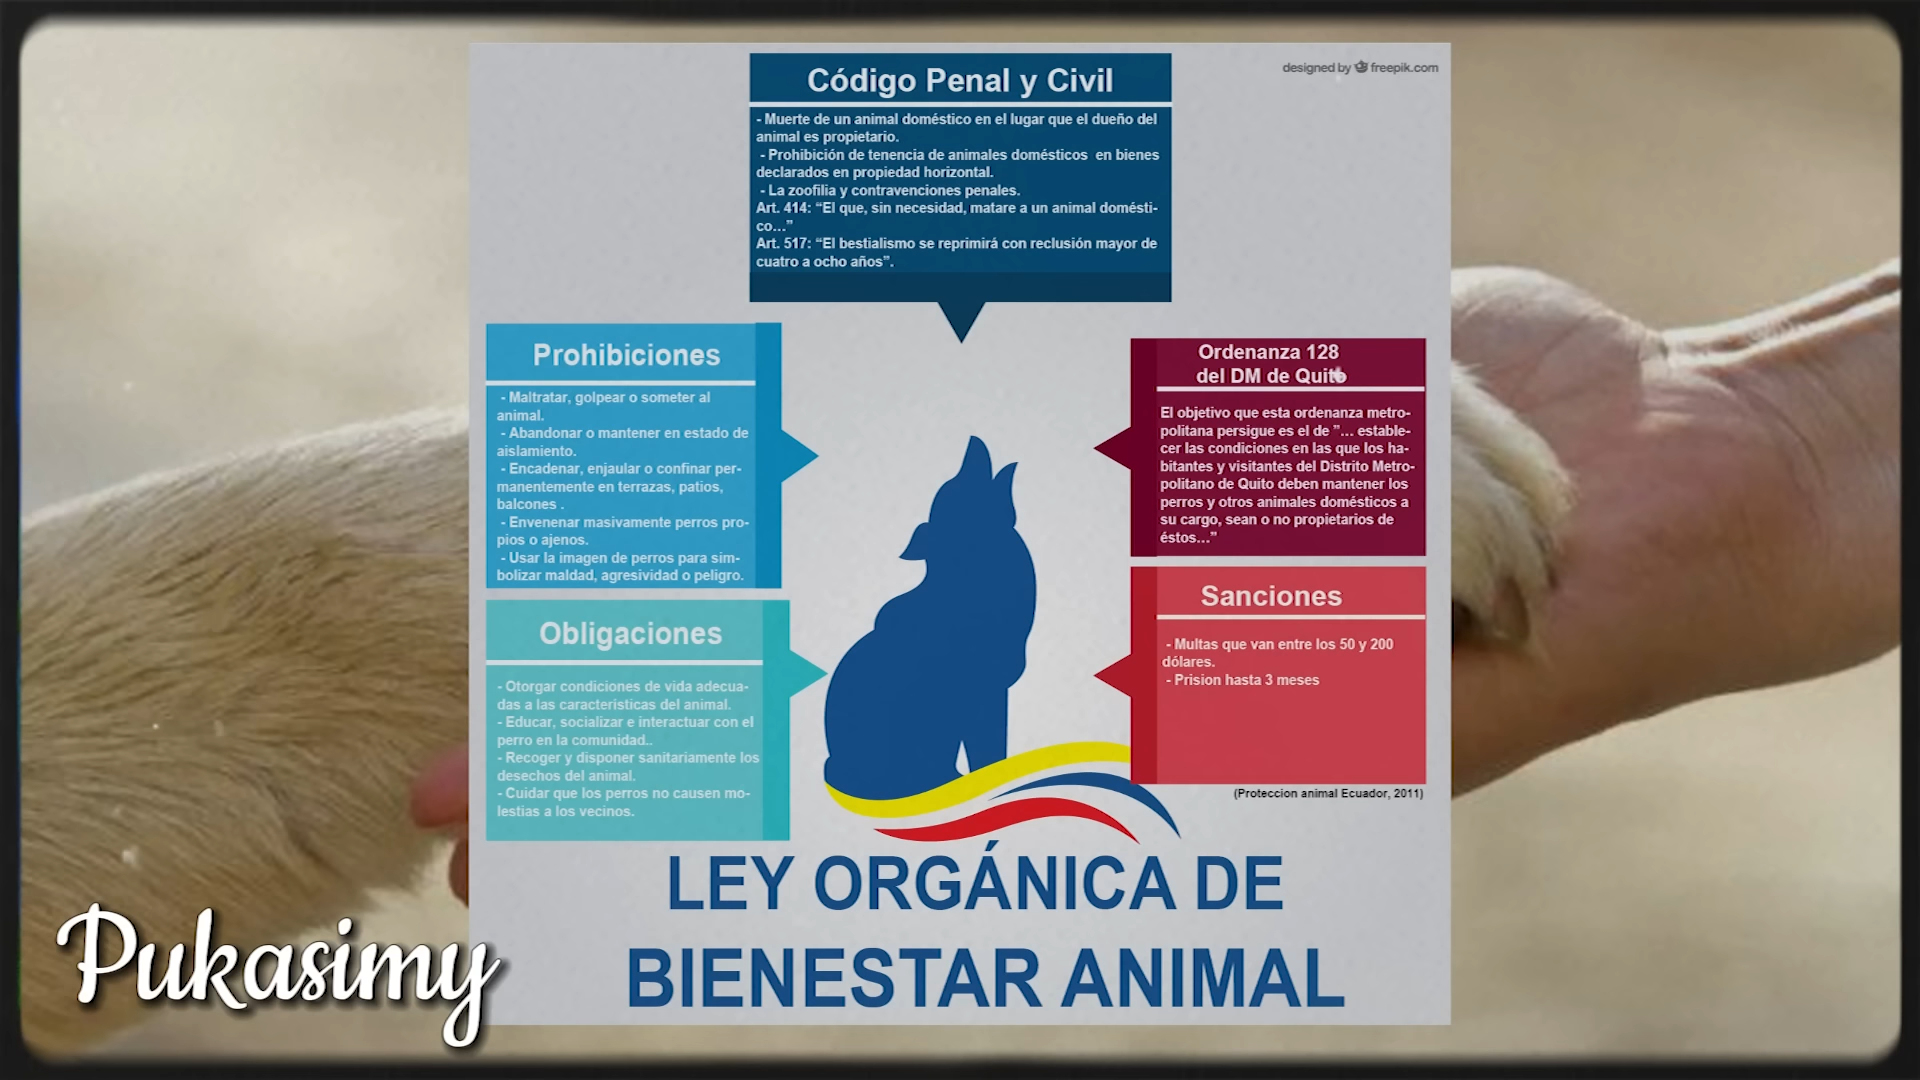 designed by freepik.com
Código Penal y Civil
- Muerte de un animal doméstico en el lugar que el dueño del
animal es propietario.
- Prohibición de tenencia de animales domésticos en bienes
declarados en propiedad horizontal.
- La zoofilia y contravenciones penales.
Art. 414: “El que, sin necesidad, matare a un animal domésti-
co...”
Art. 517: “El bestialismo se reprimirá con reclusión mayor de
cuatro a ocho años”.
Prohibiciones
- Maltratar, golpear o someter al
animal.
- Abandonar o mantener en estado de
aislamiento.
- Encadenar, enjaular o confinar per-
manentemente en terrazas, patios,
balcones .
- Envenenar masivamente perros pro-
pios o ajenos.
- Usar la imagen de perros para sim-
bolizar maldad, agresividad o peligro.
Ordenanza 128
del DM de Quito
El objetivo que esta ordenanza metro-
politana persigue es el de ”... estable-
cer las condiciones en las que los ha-
bitantes y visitantes del Distrito Metro-
politano de Quito deben mantener los
perros y otros animales domésticos a
su cargo, sean o no propietarios de
éstos...”
Obligaciones
- Otorgar condiciones de vida adecua-
das a las características del animal.
- Educar, socializar e interactuar con el
perro en la comunidad..
- Recoger y disponer sanitariamente los
desechos del animal.
- Cuidar que los perros no causen mo-
lestias a los vecinos.
Sanciones
- Multas que van entre los 50 y 200
dólares.
- Prision hasta 3 meses
(Proteccion animal Ecuador, 2011)
LEY ORGÁNICA DE
BIENESTAR ANIMAL
Pukasimy